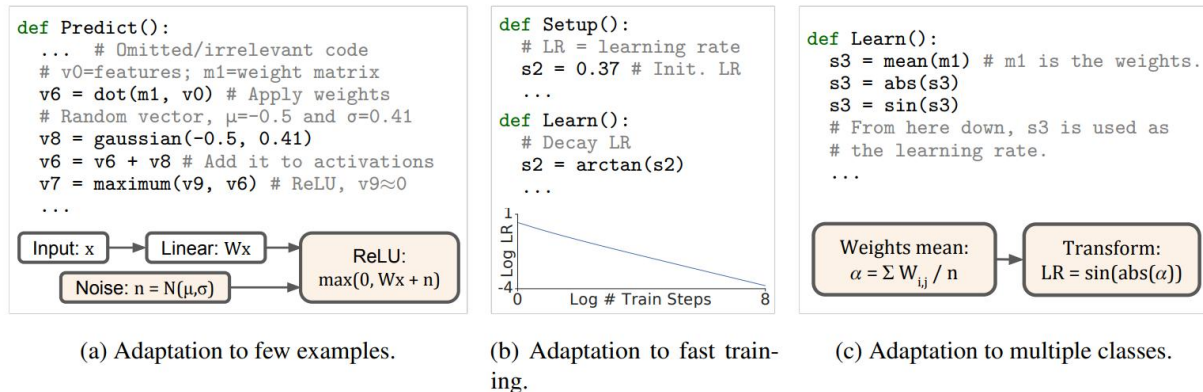 def Predict():
... # Omitted/irrelevant code
# v0=features; m1=weight matrix
v6 = dot(m1, v0) # Apply weights
# Random vector, μ=-0.5 and σ=0.41
v8 = gaussian(-0.5, 0.41)
v6 = v6 + v8 # Add it to activations
v7 = maximum(v9, v6) # ReLU, v9≈0
...
Input: x
Linear: Wx
Noise: n = N(μ,σ)
ReLU:
max(0, Wx + n)
(a) Adaptation to few examples.
def Setup():
# LR = learning rate
s2 = 0.37 # Init. LR
...
def Learn():
# Decay LR
s2 = arctan(s2)
...
1
Log LR
-4
0
Log # Train Steps
8
(b) Adaptation to fast train-
ing.
def Learn():
s3 = mean(m1) # m1 is the weights.
s3 = abs(s3)
s3 = sin(s3)
# From here down, s3 is used as
# the learning rate.
...
Weights mean:
α = Σ Wi,j / n
Transform:
LR = sin(abs(α))
(c) Adaptation to multiple classes.